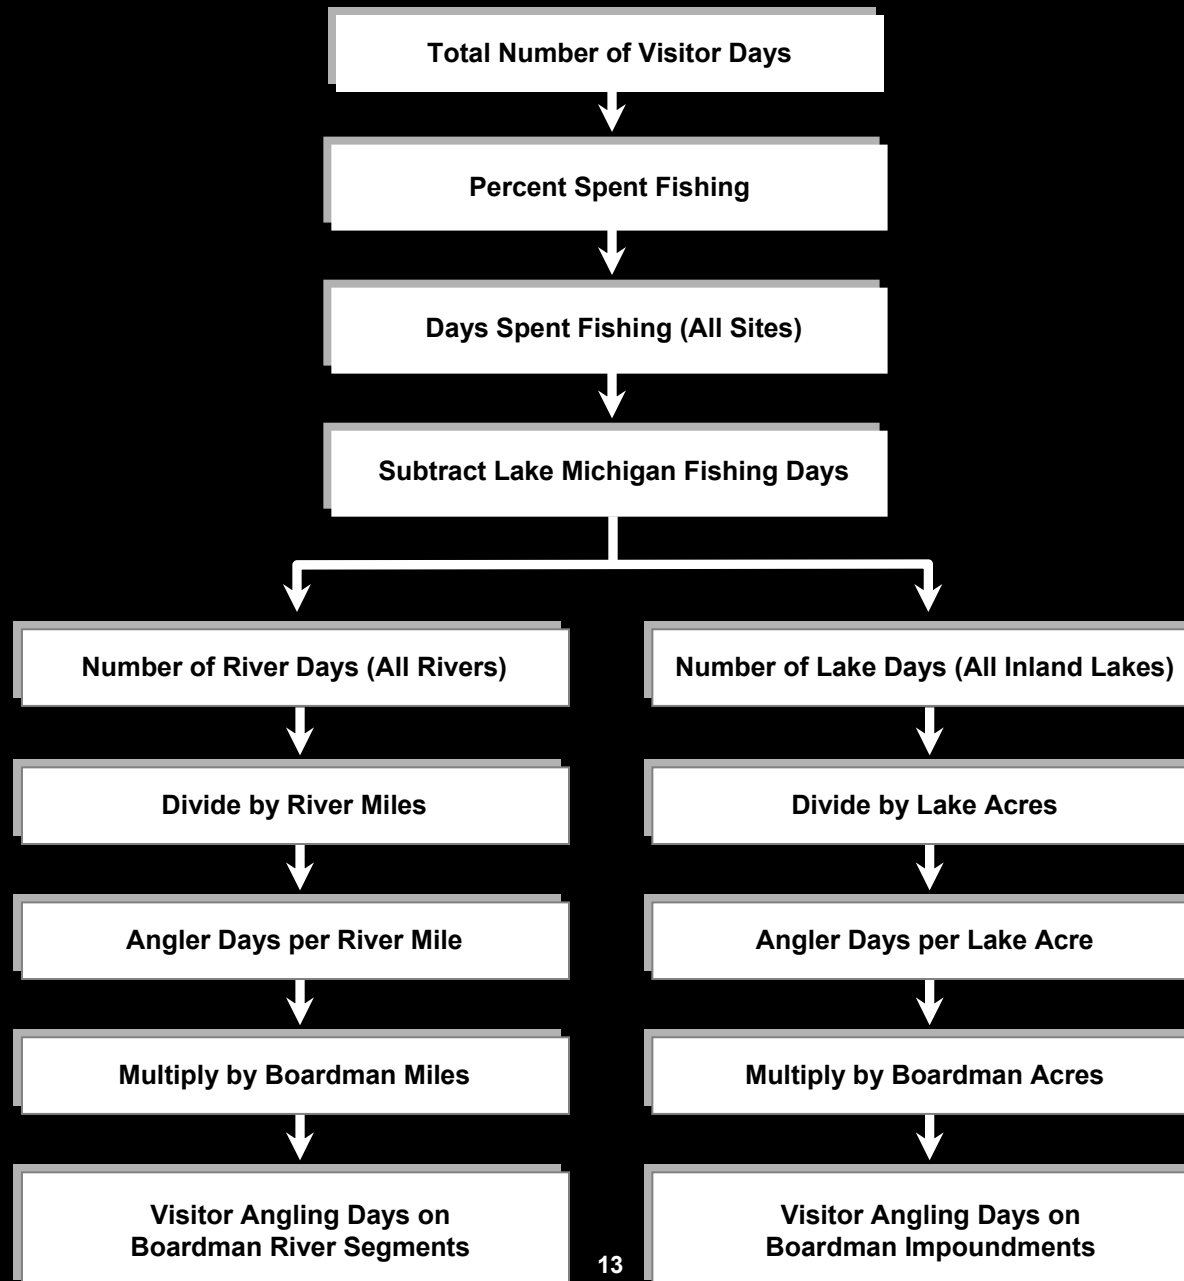 Total Number of Visitor Days
Percent Spent Fishing
Days Spent Fishing (All Sites)
Subtract Lake Michigan Fishing Days
Number of River Days (All Rivers)
Number of Lake Days (All Inland Lakes)
Divide by River Miles
Divide by Lake Acres
Angler Days per River Mile
Angler Days per Lake Acre
Multiply by Boardman Miles
Multiply by Boardman Acres
Visitor Angling Days on
Boardman River Segments
Visitor Angling Days on
Boardman Impoundments
13